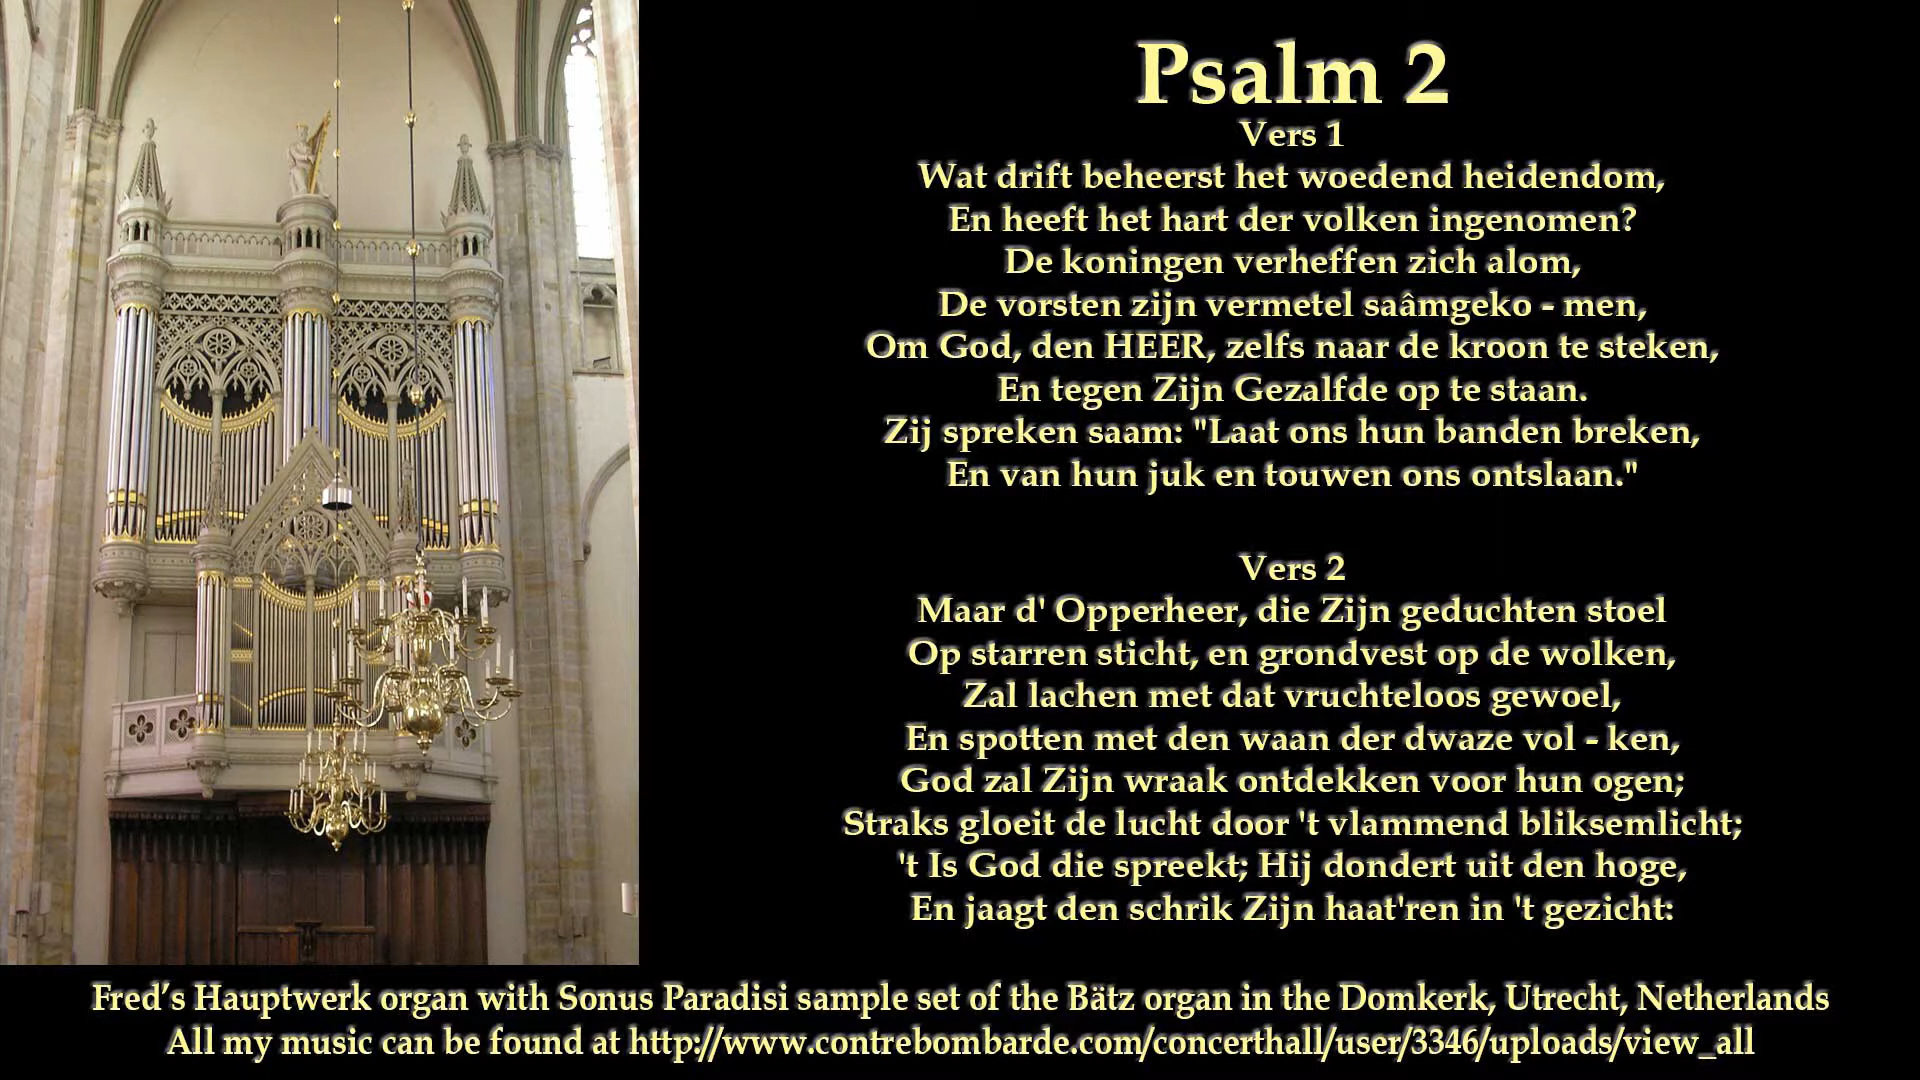 Psalm 2
Vers 1
Wat drift beheerst het woedend heidendom,
En heeft het hart der volken ingenomen?
De koningen verheffen zich alom,
De vorsten zijn vermetel saâmgeko - men,
Om God, den HEER, zelfs naar de kroon te steken,
En tegen Zijn Gezalfde op te staan.
Zij spreken saam: "Laat ons hun banden breken,
En van hun juk en touwen ons ontslaan."
Vers 2
Maar d' Opperheer, die Zijn geduchten stoel
Op starren sticht, en grondvest op de wolken,
Zal lachen met dat vruchteloos gewoel,
En spotten met den waan der dwaze vol - ken,
God zal Zijn wraak ontdekken voor hun ogen;
Straks gloeit de lucht door 't vlammend bliksemlicht;
't Is God die spreekt; Hij dondert uit den hoge,
En jaagt den schrik Zijn haat'ren in 't gezicht:
Fred’s Hauptwerk organ with Sonus Paradisi sample set of the Bätz organ in the Domkerk, Utrecht, Netherlands
All my music can be found at http://www.contrebombarde.com/concerthall/user/3346/uploads/view_all